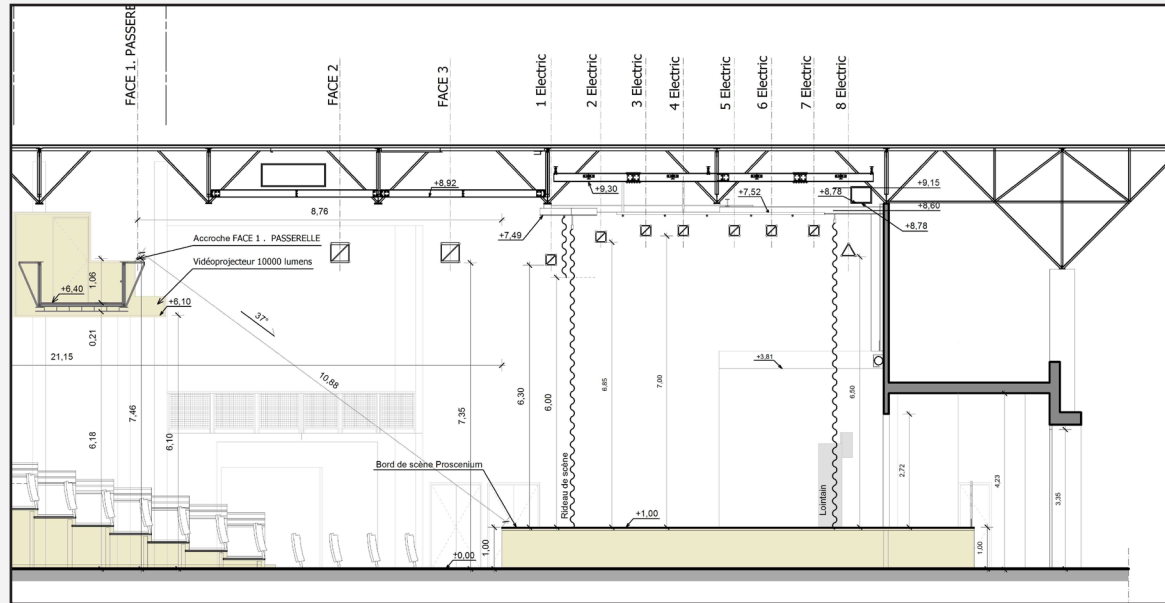 FACE 1. PASSERELLE
FACE 2
FACE 3
1 Electric
2 Electric
3 Electric
4 Electric
5 Electric
6 Electric
7 Electric
8 Electric
+8,92
+9,30
+7,52
+8,78
+9,15
+8,60
+8,78
8,76
+7,49
Accroche FACE 1 . PASSERELLE
Vidéoprojecteur 10000 lumens
1,06
+6,40
+6,10
0,21
37°
21,15
10,88
7,46
6,18
6,10
7,35
6,30
6,00
6,85
7,00
6,50
+3,81
Rideau de scène
Lointain
Bord de scène Proscenium
+1,00
2,72
4,23
3,35
1,00
1,00
+0,00